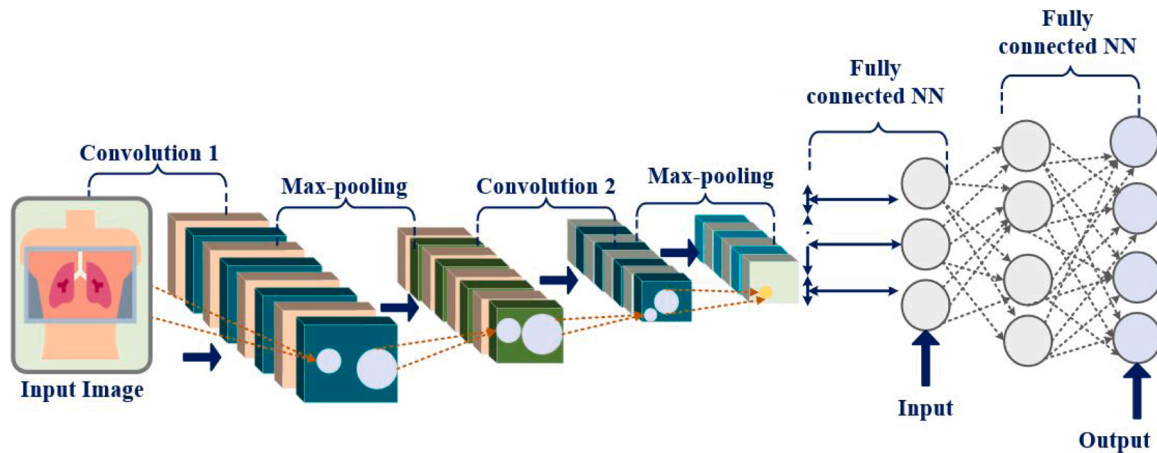 Fully
connected NN
Fully
connected NN
Convolution 1
Max-pooling
Convolution 2
Max-pooling
Input Image
Input
Output